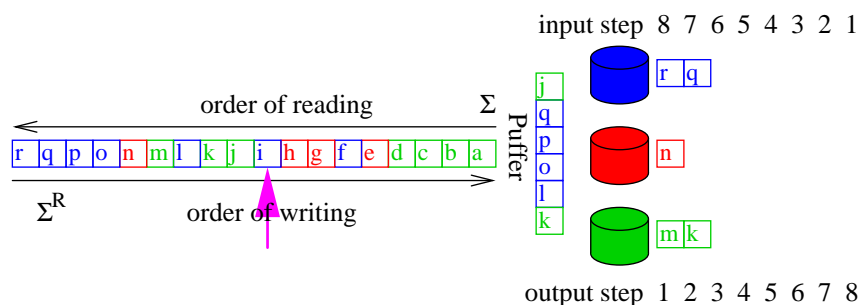 input step 8 7 6 5 4 3 2 1
order of reading Σ
r q p o n m l k j i h g f e d c b a
Σ^R order of writing
Puffer
j
q
p
o
l
k
r q
n
m k
output step 1 2 3 4 5 6 7 8